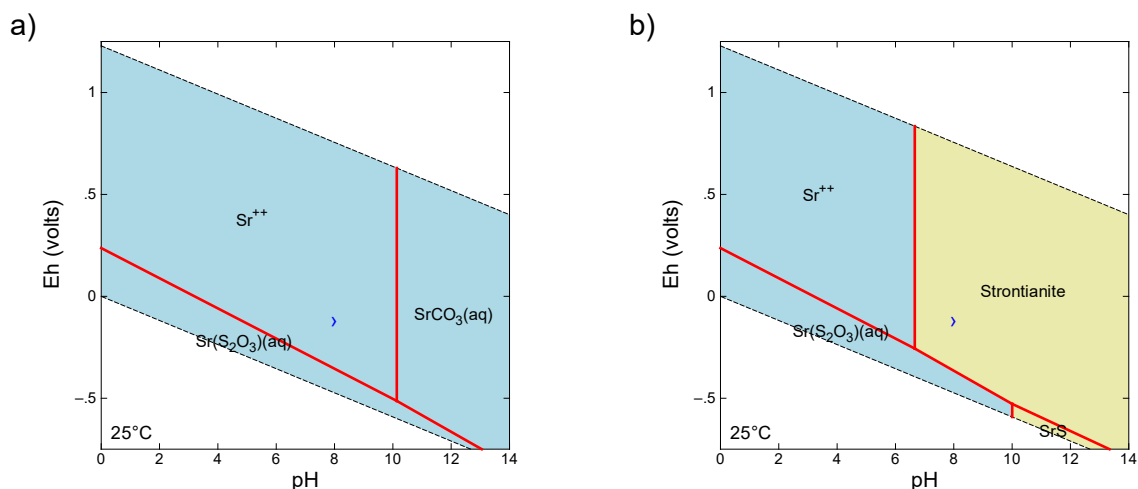 a)
1
.5
0
–.5
Eh (volts)
Sr++
SrCO3(aq)
Sr(S2O3)(aq)
25°C
0 2 4 6 8 10 12 14
pH
b)
1
.5
0
–.5
Eh (volts)
Sr++
Strontianite
Sr(S2O3)(aq)
SrS
25°C
0 2 4 6 8 10 12 14
pH